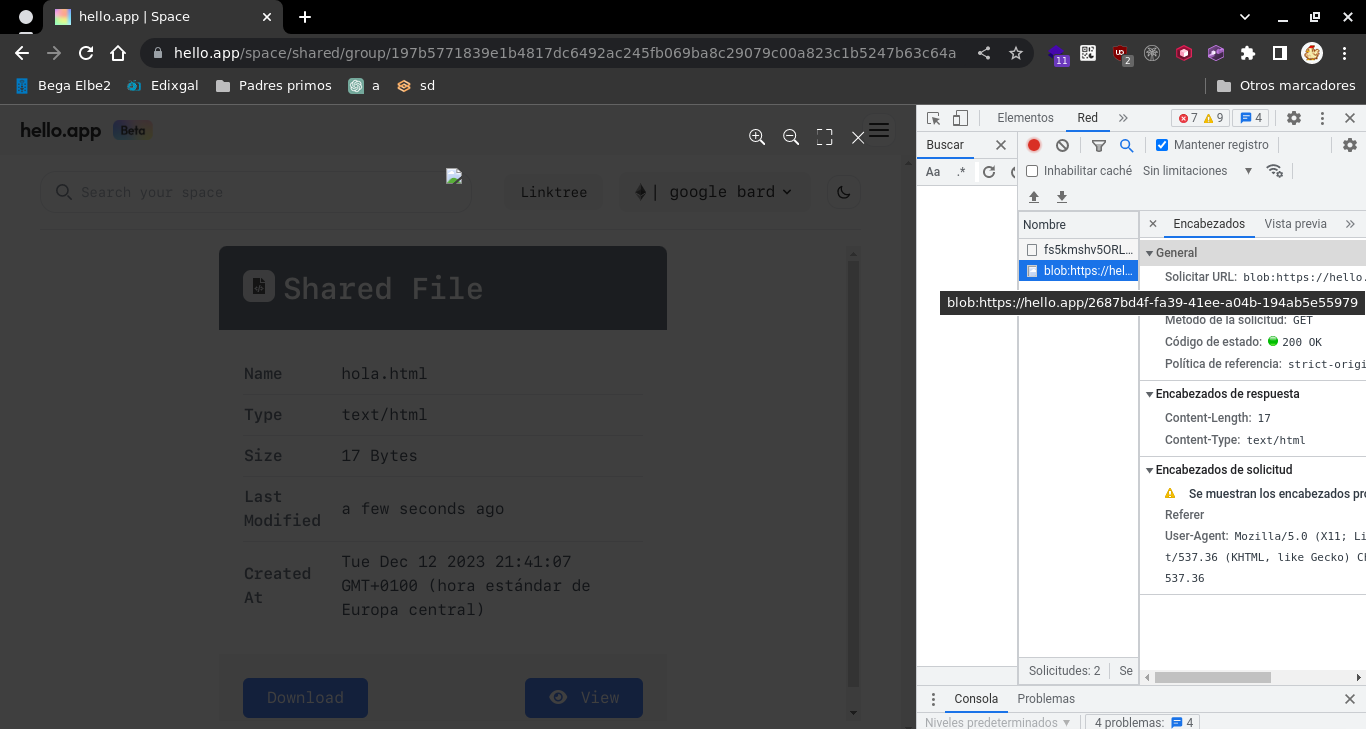 hello.app | Space
hello.app/space/shared/group/197b5771839e1b4817dc6492ac245fb069ba8c29079c00a823c1b5247b63c64a
11
2
Bega Elbe2
Edixgal
Padres primos
a
sd
Otros marcadores
hello.app
Beta
Search your space
Linktree
| google bard
Shared File
Name hola.html
Type text/html
Size 17 Bytes
Last
Modified
a few seconds ago
Created
At
Tue Dec 12 2023 21:41:07
GMT+0100 (hora estándar de
Europa central)
Download
View
Elementos
Red
7
9
4
Buscar
Mantener registro
Aa
.*
Inhabilitar caché
Sin limitaciones
Nombre
Encabezados
Vista previa
fs5kmshv5ORL...
blob:https://hel...
General
Solicitar URL: blob:https://hello.
blob:https://hello.app/2687bd4f-fa39-41ee-a04b-194ab5e55979
Método de la solicitud: GET
Código de estado: 200 OK
Política de referencia: strict-origi
Encabezados de respuesta
Content-Length: 17
Content-Type: text/html
Encabezados de solicitud
Se muestran los encabezados pro
Referer
User-Agent: Mozilla/5.0 (X11; Li
t/537.36 (KHTML, like Gecko) Ch
537.36
Solicitudes: 2
Se
Consola
Problemas
Niveles predeterminados
4 problemas:
4